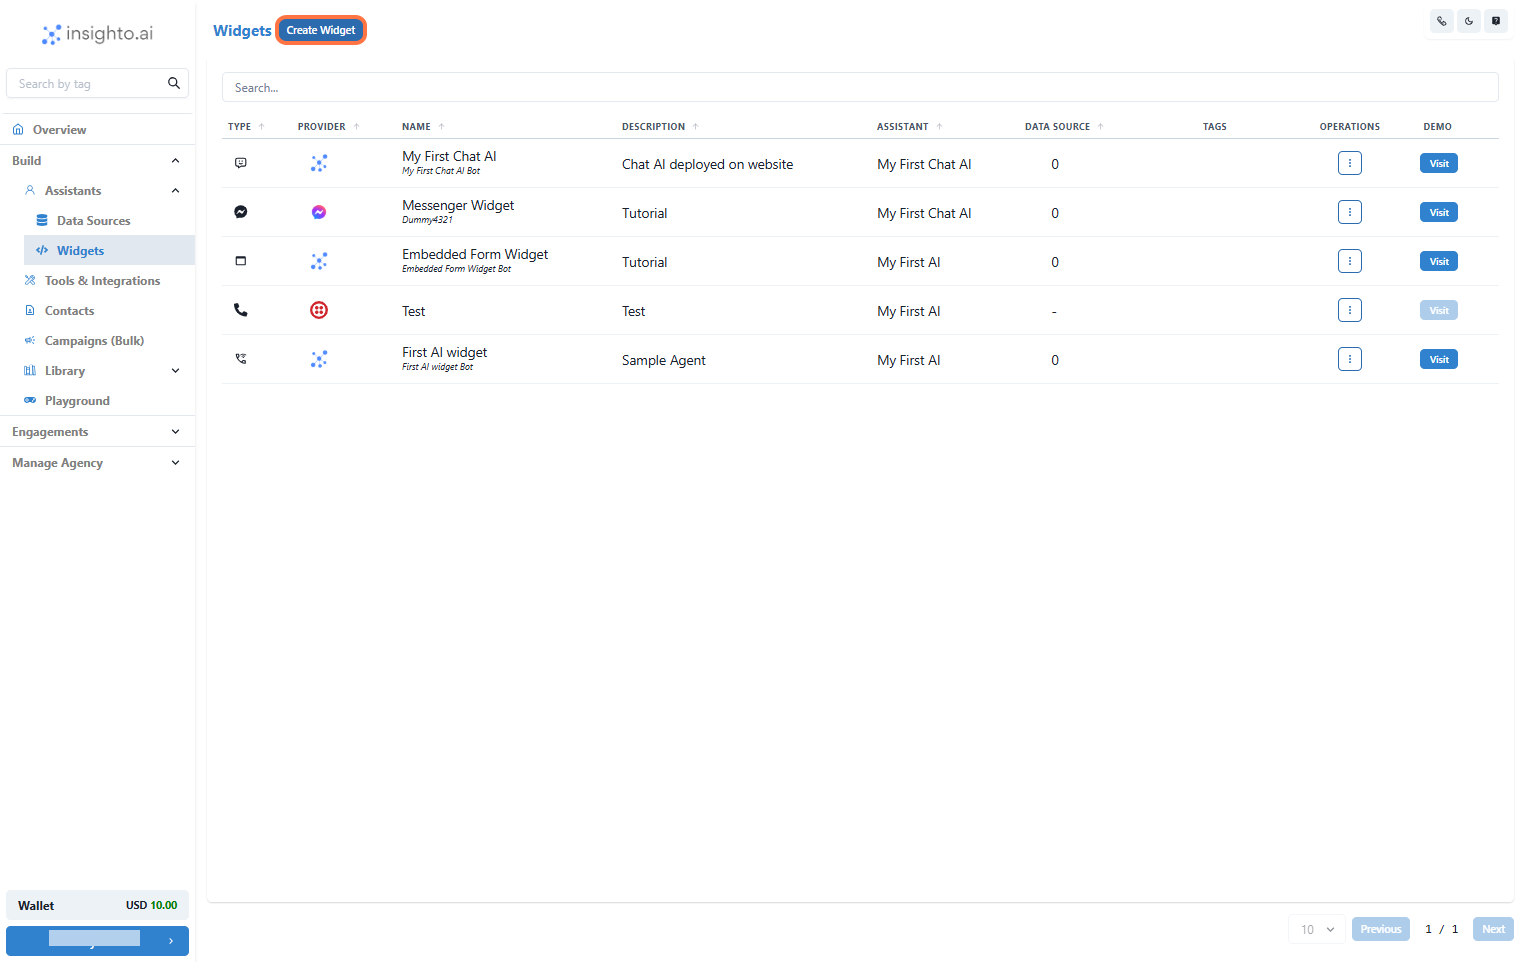 insighto.ai
Search by tag
Overview
Build
Assistants
Data Sources
Widgets
Tools & Integrations
Contacts
Campaigns (Bulk)
Library
Playground
Engagements
Manage Agency
Wallet USD 10.00
Widgets Create Widget
Search...
TYPE PROVIDER NAME DESCRIPTION ASSISTANT DATA SOURCE TAGS OPERATIONS DEMO
My First Chat AI
My First Chat AI Bot
Chat AI deployed on website My First Chat AI 0 Visit
Messenger Widget
Dummy4321
Tutorial My First Chat AI 0 Visit
Embedded Form Widget
Embedded Form Widget Bot
Tutorial My First AI 0 Visit
Test Test My First AI - Visit
First AI widget
First AI widget Bot
Sample Agent My First AI 0 Visit
10 Previous 1 / 1 Next